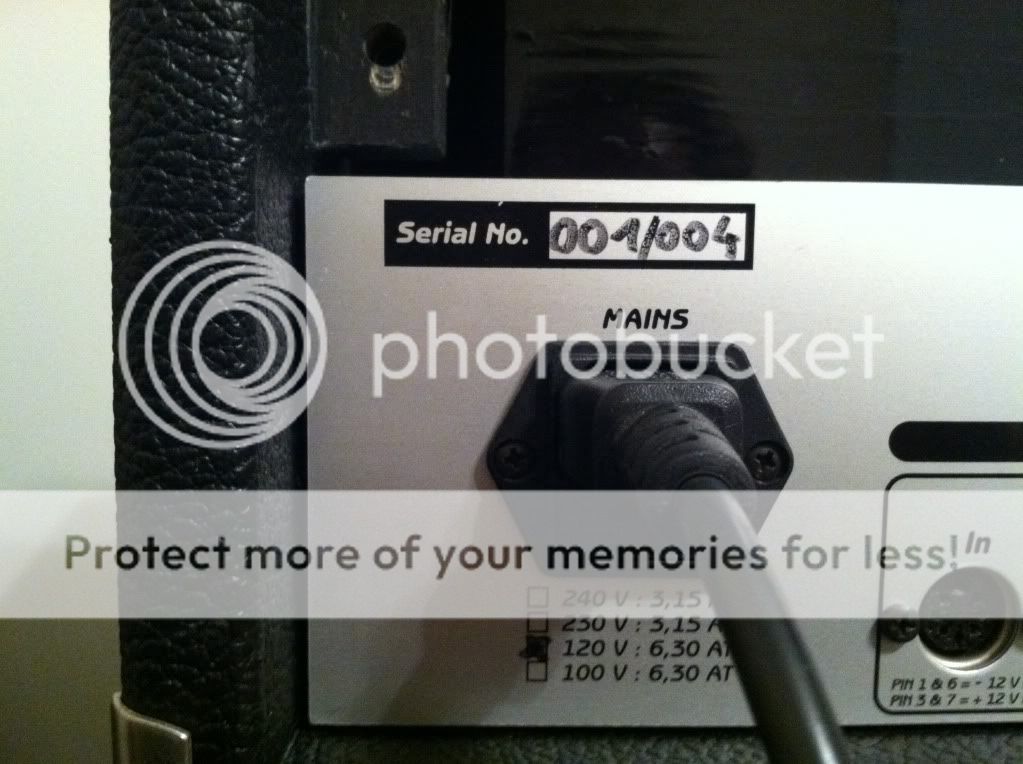 Serial No. 001/004
MAINS
photobucket
Protect more of your memories for less!
In
240 V : 3,15
230 V : 3,15 A
120 V : 6,30 AT
100 V : 6,30 AT
PIN 1 & 6 = - 12 V
PIN 3 & 7 = + 12 V